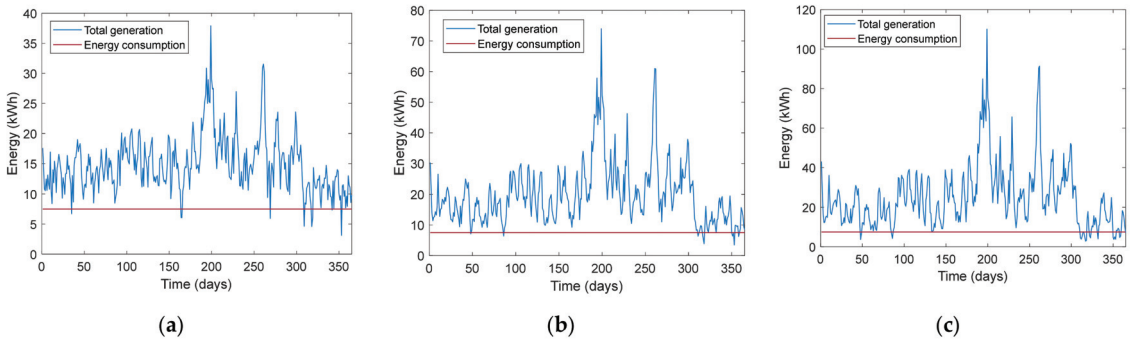 40
35
30
25
20
15
10
5
0
Energy (kWh)
Total generation
Energy consumption
0 50 100 150 200 250 300 350
Time (days)
(a)
80
70
60
50
40
30
20
10
0
Energy (kWh)
Total generation
Energy consumption
0 50 100 150 200 250 300 350
Time (days)
(b)
120
100
80
60
40
20
0
Energy (kWh)
Total generation
Energy consumption
0 50 100 150 200 250 300 350
Time (days)
(c)